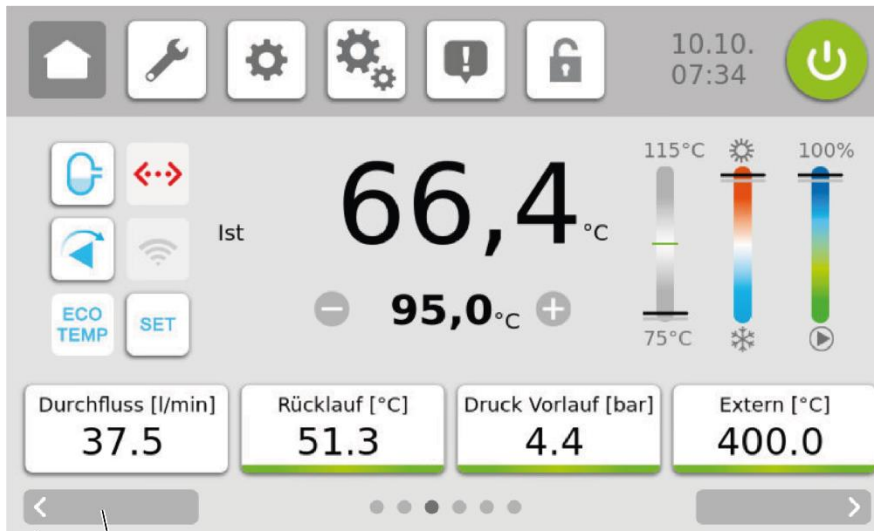 10.10.
07:34
115°C
100%
Ist
66,4 °C
ECO
TEMP
SET
95,0 °C
75°C
Durchfluss [l/min]
37.5
Rücklauf [°C]
51.3
Druck Vorlauf [bar]
4.4
Extern [°C]
400.0